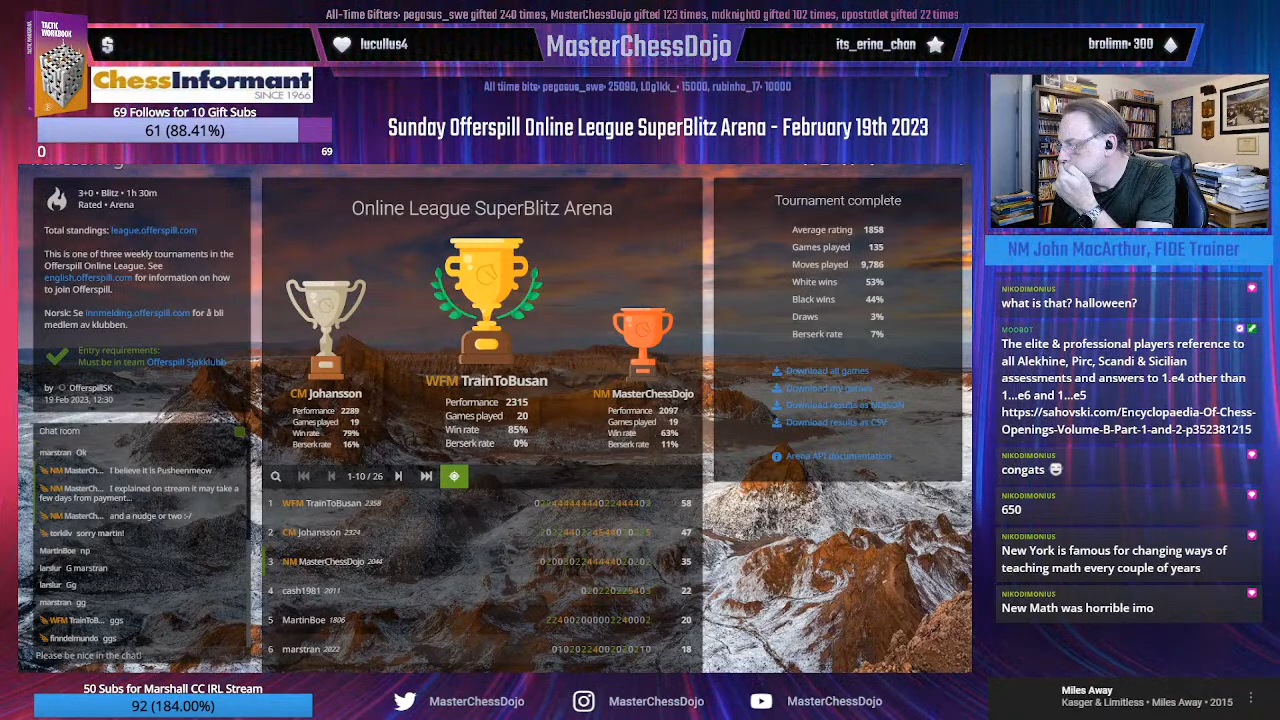 All-Time Gifters• pegasus_swe gifted 240 times, MasterChessDojo gifted 123 times, mdknight0 gifted 102 times, apostatlet gifted 22 times
TACTIC WORKBOOK
lucullus4
MasterChessDojo
its_erina_chan
brolimn• 300
ChessInformant
SINCE 1966
69 Follows for 10 Gift Subs
61 (88.41%)
0
69
Sunday Offerspill Online League SuperBlitz Arena - February 19th 2023
3+0 • Blitz • 1h 30m
Rated • Arena
Total standings: league.offerspill.com
This is one of three weekly tournaments in the
Offerspill Online League. See
english.offerspill.com for information on how
to join Offerspill.
Norsk: Se innmelding.offerspill.com for å bli
medlem av klubben.
Entry requirements:
Must be in team Offerspill Sjakklubb
by OfferspillSK
19 Feb 2023, 12:30
Chat room
marstran Ok
NM MasterCh... I believe it is Pusheenmeow
NM MasterCh... I explained on stream it may take a
few days from payment...
NM MasterCh... and a nudge or two :-/
torkilv sorry martin!
MartinBoe np
larslur G marstran
larslur Gg
marstran gg
WFM TrainToB... ggs
finndelmundo ggs
Please be nice in the chat!
Online League SuperBlitz Arena
CM Johansson
Performance 2289
Games played 19
Win rate 79%
Berserk rate 16%
WFM TrainToBusan
Performance 2315
Games played 20
Win rate 85%
Berserk rate 0%
NM MasterChessDojo
Performance 2097
Games played 19
Win rate 63%
Berserk rate 11%
1-10 / 26
1 WFM TrainToBusan 2358 58
2 CM Johansson 2324 47
3 NM MasterChessDojo 2044 35
4 cash1981 2011 22
5 MartinBoe 1806 20
6 marstran 2022 18
Tournament complete
Average rating 1858
Games played 135
Moves played 9,786
White wins 53%
Black wins 44%
Draws 3%
Berserk rate 7%
Download all games
Download my games
Download results as NDJSON
Download results as CSV
Arena API documentation
NM John MacArthur, FIDE Trainer
NIKODIMONIUS
what is that? halloween?
MOOBOT
The elite & professional players reference to
all Alekhine, Pirc, Scandi & Sicilian
assessments and answers to 1.e4 other than
1...e6 and 1...e5
https://sahovski.com/Encyclopaedia-Of-Chess-
Openings-Volume-B-Part-1-and-2-p352381215
NIKODIMONIUS
congats
NIKODIMONIUS
650
NIKODIMONIUS
New York is famous for changing ways of
teaching math every couple of years
NIKODIMONIUS
New Math was horrible imo
50 Subs for Marshall CC IRL Stream
92 (184.00%)
MasterChessDojo
MasterChessDojo
MasterChessDojo
Miles Away
Kasger & Limitless • Miles Away • 2015